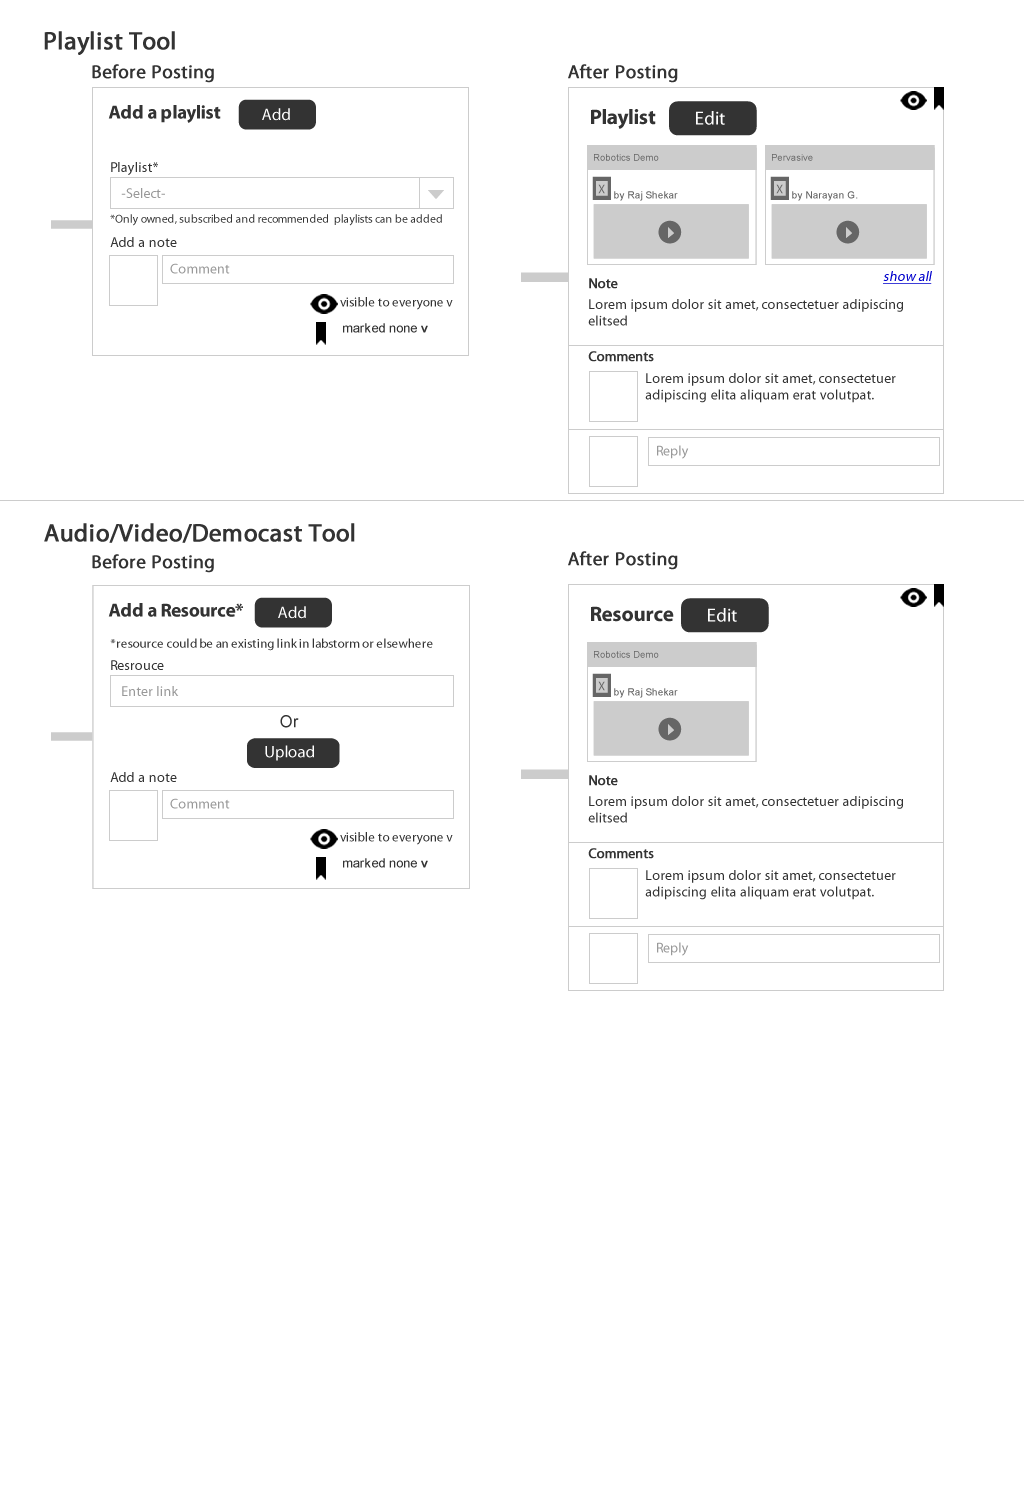 Playlist Tool
Before Posting
Add a playlist
Add
Playlist*
-Select-
*Only owned, subscribed and recommended playlists can be added
Add a note
Comment
visible to everyone v
marked none v
After Posting
Playlist
Edit
Robotics Demo
X by Raj Shekar
Pervasive
X by Narayan G.
show all
Note
Lorem ipsum dolor sit amet, consectetuer adipiscing
elitsed
Comments
Lorem ipsum dolor sit amet, consectetuer
adipiscing elita aliquam erat volutpat.
Reply
Audio/Video/Democast Tool
Before Posting
Add a Resource*
Add
*resource could be an existing link in labstorm or elsewhere
Resrouce
Enter link
Or
Upload
Add a note
Comment
visible to everyone v
marked none v
After Posting
Resource
Edit
Robotics Demo
X by Raj Shekar
Note
Lorem ipsum dolor sit amet, consectetuer adipiscing
elitsed
Comments
Lorem ipsum dolor sit amet, consectetuer
adipiscing elita aliquam erat volutpat.
Reply